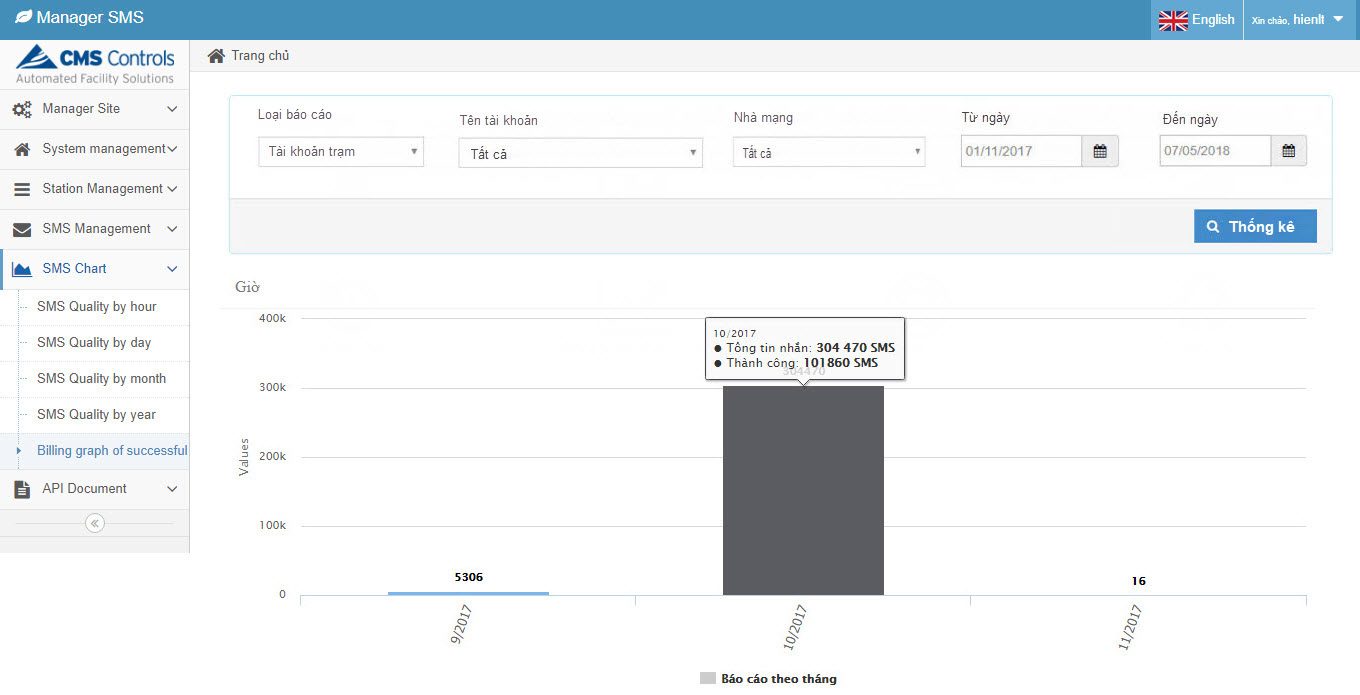 Manager SMS
English
Xin chào, hienlt
CMS Controls
Automated Facility Solutions
Trang chủ
Manager Site
System management
Station Management
SMS Management
SMS Chart
SMS Quality by hour
SMS Quality by day
SMS Quality by month
SMS Quality by year
Billing graph of successful
API Document
Loại báo cáo
Tài khoản trạm
Tên tài khoản
Tất cả
Nhà mạng
Tất cả
Từ ngày
01/11/2017
Đến ngày
07/05/2018
Thống kê
Giờ
400k
300k
200k
100k
0
Values
10/2017
● Tổng tin nhắn: 304 470 SMS
● Thành công: 101860 SMS
304470
5306
16
9/2017
10/2017
11/2017
Báo cáo theo tháng